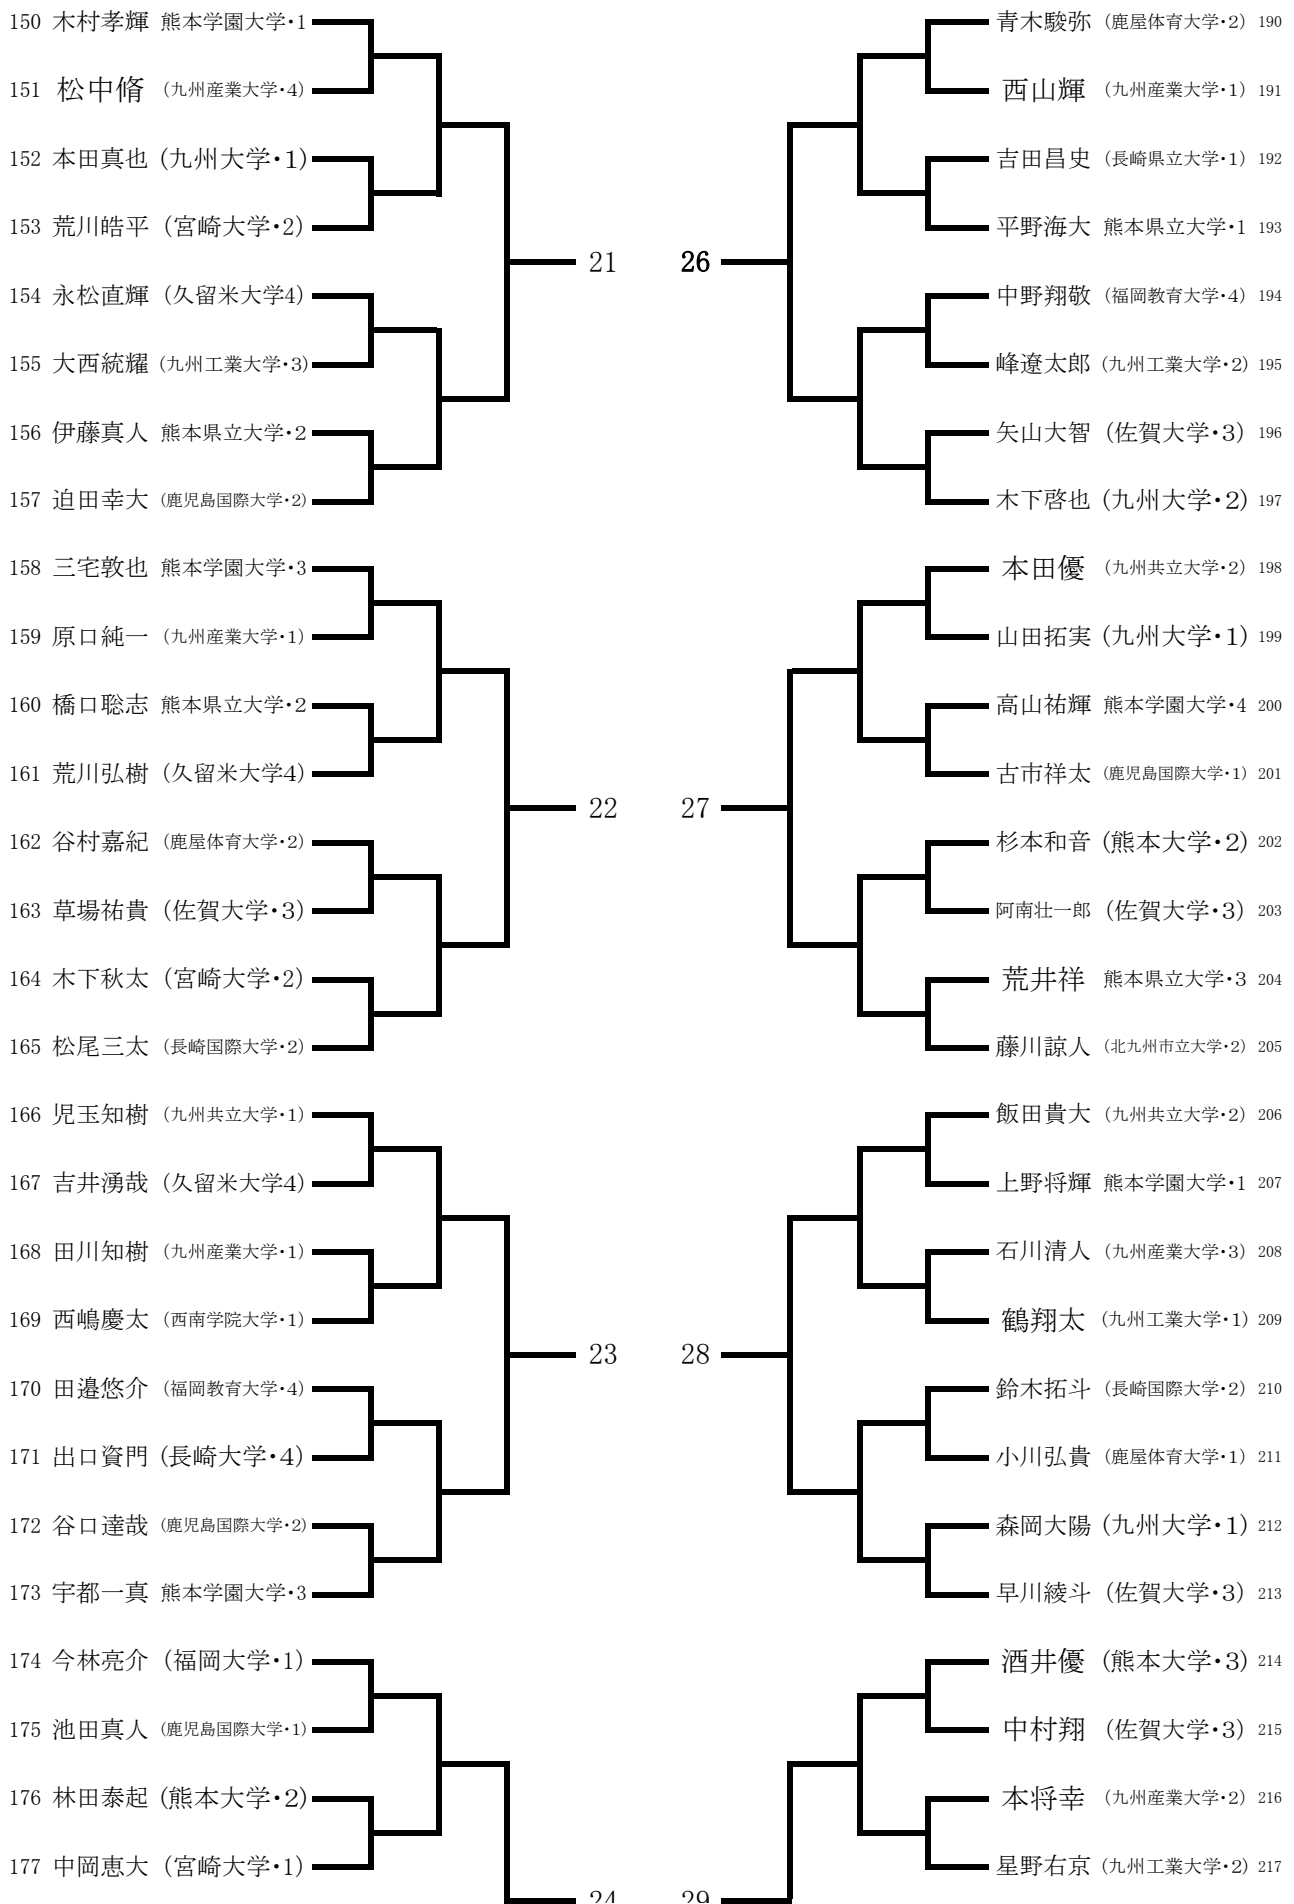 150 木村孝輝 熊本学園大学・1
151 松中脩 (九州産業大学・4)
152 本田真也 (九州大学・1)
153 荒川皓平 (宮崎大学・2)
21
154 永松直輝 (久留米大学4)
155 大西統耀 (九州工業大学・3)
156 伊藤真人 熊本県立大学・2
157 迫田幸大 (鹿児島国際大学・2)
158 三宅敦也 熊本学園大学・3
159 原口純一 (九州産業大学・1)
160 橋口聡志 熊本県立大学・2
161 荒川弘樹 (久留米大学4)
22
162 谷村嘉紀 (鹿屋体育大学・2)
163 草場祐貴 (佐賀大学・3)
164 木下秋太 (宮崎大学・2)
165 松尾三太 (長崎国際大学・2)
166 児玉知樹 (九州共立大学・1)
167 吉井湧哉 (久留米大学4)
168 田川知樹 (九州産業大学・1)
169 西嶋慶太 (西南学院大学・1)
23
170 田邉悠介 (福岡教育大学・4)
171 出口資門 (長崎大学・4)
172 谷口達哉 (鹿児島国際大学・2)
173 宇都一真 熊本学園大学・3
174 今林亮介 (福岡大学・1)
175 池田真人 (鹿児島国際大学・1)
176 林田泰起 (熊本大学・2)
177 中岡恵大 (宮崎大学・1)
24
青木駿弥 (鹿屋体育大学・2) 190
西山輝 (九州産業大学・1) 191
吉田昌史 (長崎県立大学・1) 192
平野海大 熊本県立大学・1 193
26
中野翔敬 (福岡教育大学・4) 194
峰遼太郎 (九州工業大学・2) 195
矢山大智 (佐賀大学・3) 196
木下啓也 (九州大学・2) 197
本田優 (九州共立大学・2) 198
山田拓実 (九州大学・1) 199
高山祐輝 熊本学園大学・4 200
古市祥太 (鹿児島国際大学・1) 201
27
杉本和音 (熊本大学・2) 202
阿南壮一郎 (佐賀大学・3) 203
荒井祥 熊本県立大学・3 204
藤川諒人 (北九州市立大学・2) 205
飯田貴大 (九州共立大学・2) 206
上野将輝 熊本学園大学・1 207
石川清人 (九州産業大学・3) 208
鶴翔太 (九州工業大学・1) 209
28
鈴木拓斗 (長崎国際大学・2) 210
小川弘貴 (鹿屋体育大学・1) 211
森岡大陽 (九州大学・1) 212
早川綾斗 (佐賀大学・3) 213
酒井優 (熊本大学・3) 214
中村翔 (佐賀大学・3) 215
本将幸 (九州産業大学・2) 216
星野右京 (九州工業大学・2) 217
29